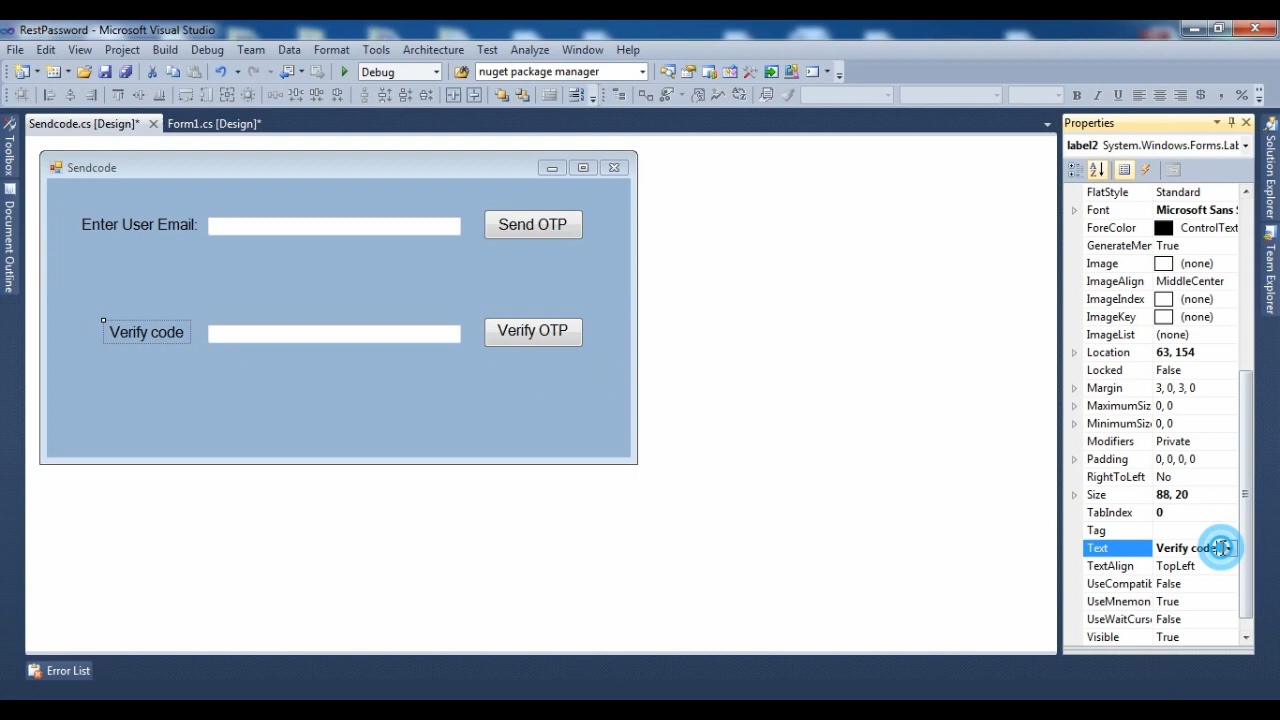 RestPassword - Microsoft Visual Studio
File Edit View Project Build Debug Team Data Format Tools Architecture Test Analyze Window Help
Debug nuget package manager
B I U $ , %
Sendcode.cs [Design]* Form1.cs [Design]*
Toolbox
Document Outline
Sendcode
Enter User Email: Send OTP
Verify code Verify OTP
Error List
Properties
label2 System.Windows.Forms.Lab
A Z
FlatStyle Standard
Font Microsoft Sans S
ForeColor ControlText
GenerateMem True
Image (none)
ImageAlign MiddleCenter
ImageIndex (none)
ImageKey (none)
ImageList (none)
Location 63, 154
Locked False
Margin 3, 0, 3, 0
MaximumSiz 0, 0
MinimumSiz 0, 0
Modifiers Private
Padding 0, 0, 0, 0
RightToLeft No
Size 88, 20
TabIndex 0
Tag
Text Verify code
TextAlign TopLeft
UseCompatib False
UseMnemon True
UseWaitCurs False
Visible True
Solution Explorer
Team Explorer